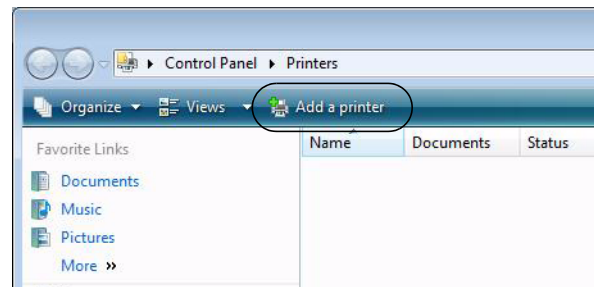 Control Panel Printers
Organize Views Add a printer
Favorite Links
Name Documents Status
Documents
Music
Pictures
More »